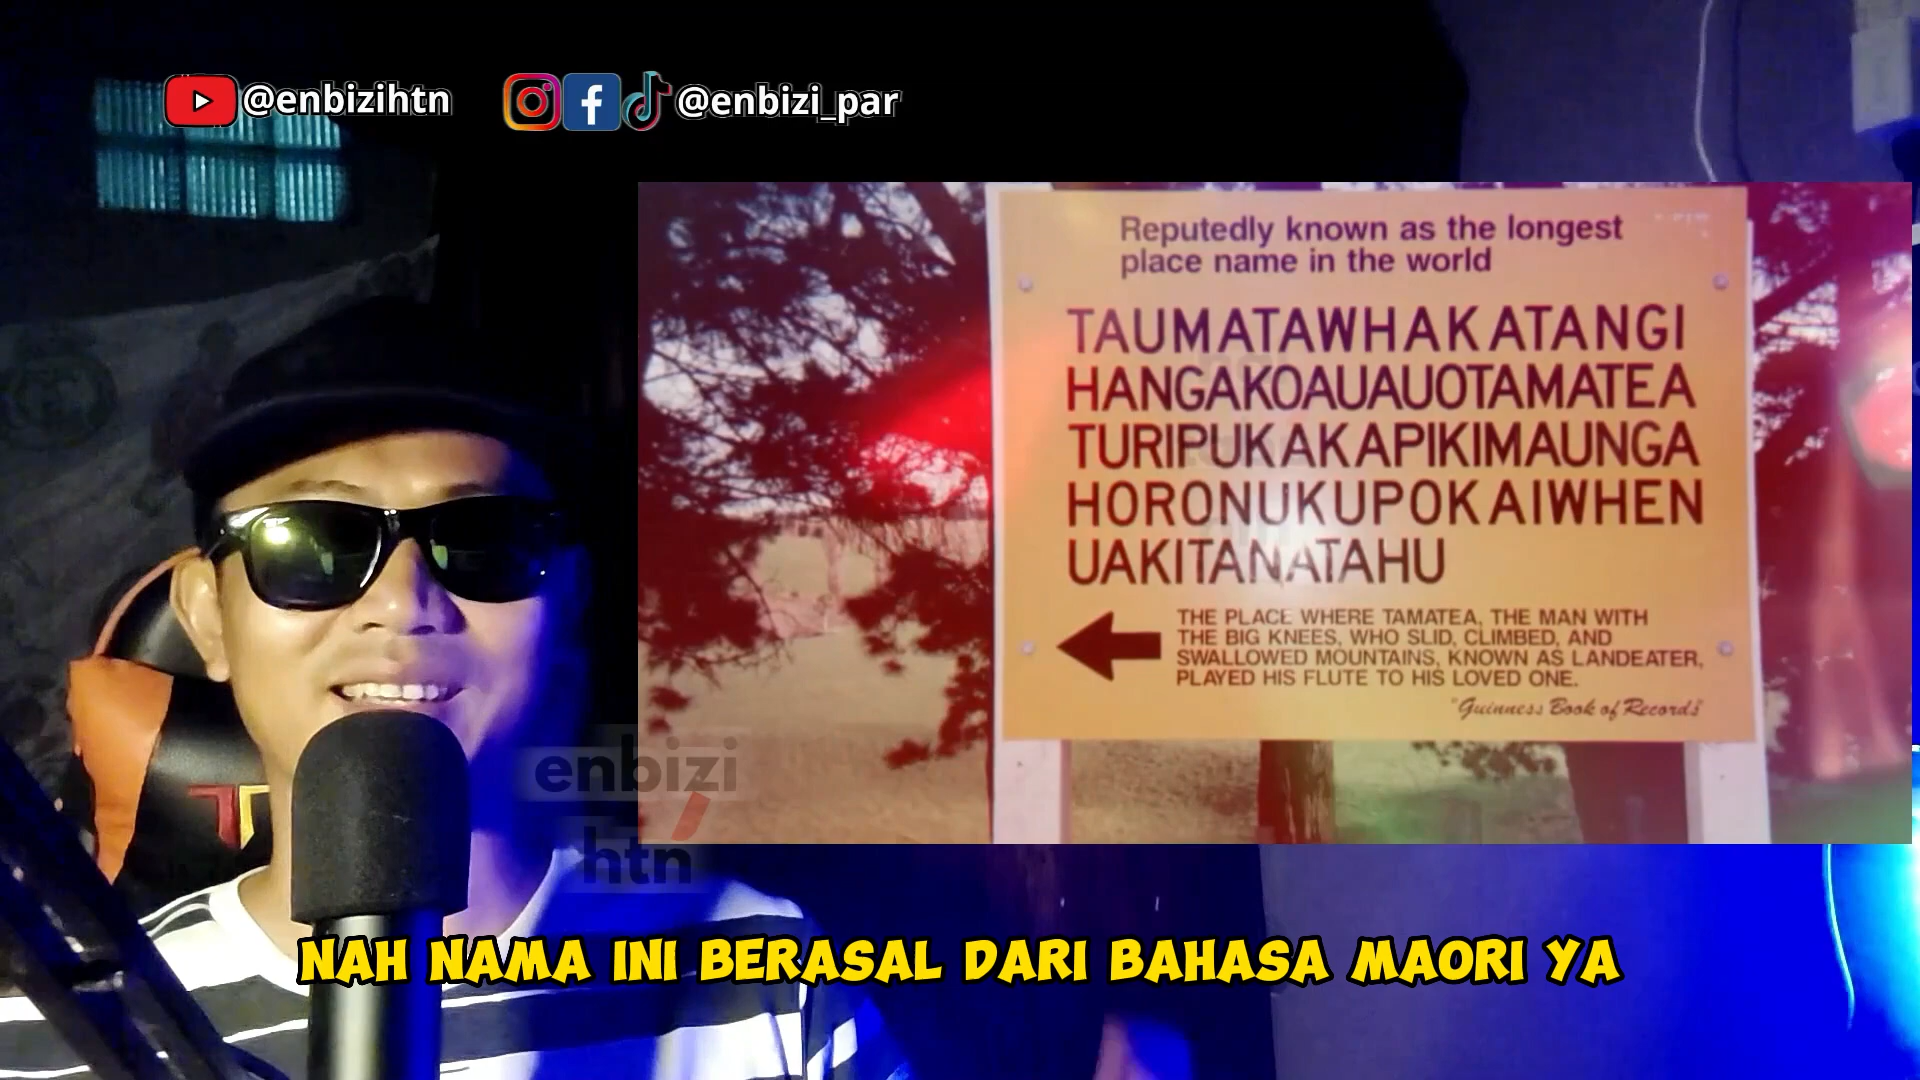 @enbizihtn
@enbizi_par
Reputedly known as the longest
place name in the world
TAUMATAWHAKATANGI
HANGAKOAUAUOTAMATEA
TURIPUKAKAPIKIMAUNGA
HORONUKUPOKAIWHEN
UAKITANATAHU
THE PLACE WHERE TAMATEA, THE MAN WITH
THE BIG KNEES, WHO SLID, CLIMBED, AND
SWALLOWED MOUNTAINS, KNOWN AS LANDEATER,
PLAYED HIS FLUTE TO HIS LOVED ONE.
"Guinness Book of Records"
enbizi
htn
NAH NAMA INI BERASAL DARI BAHASA MAORI YA